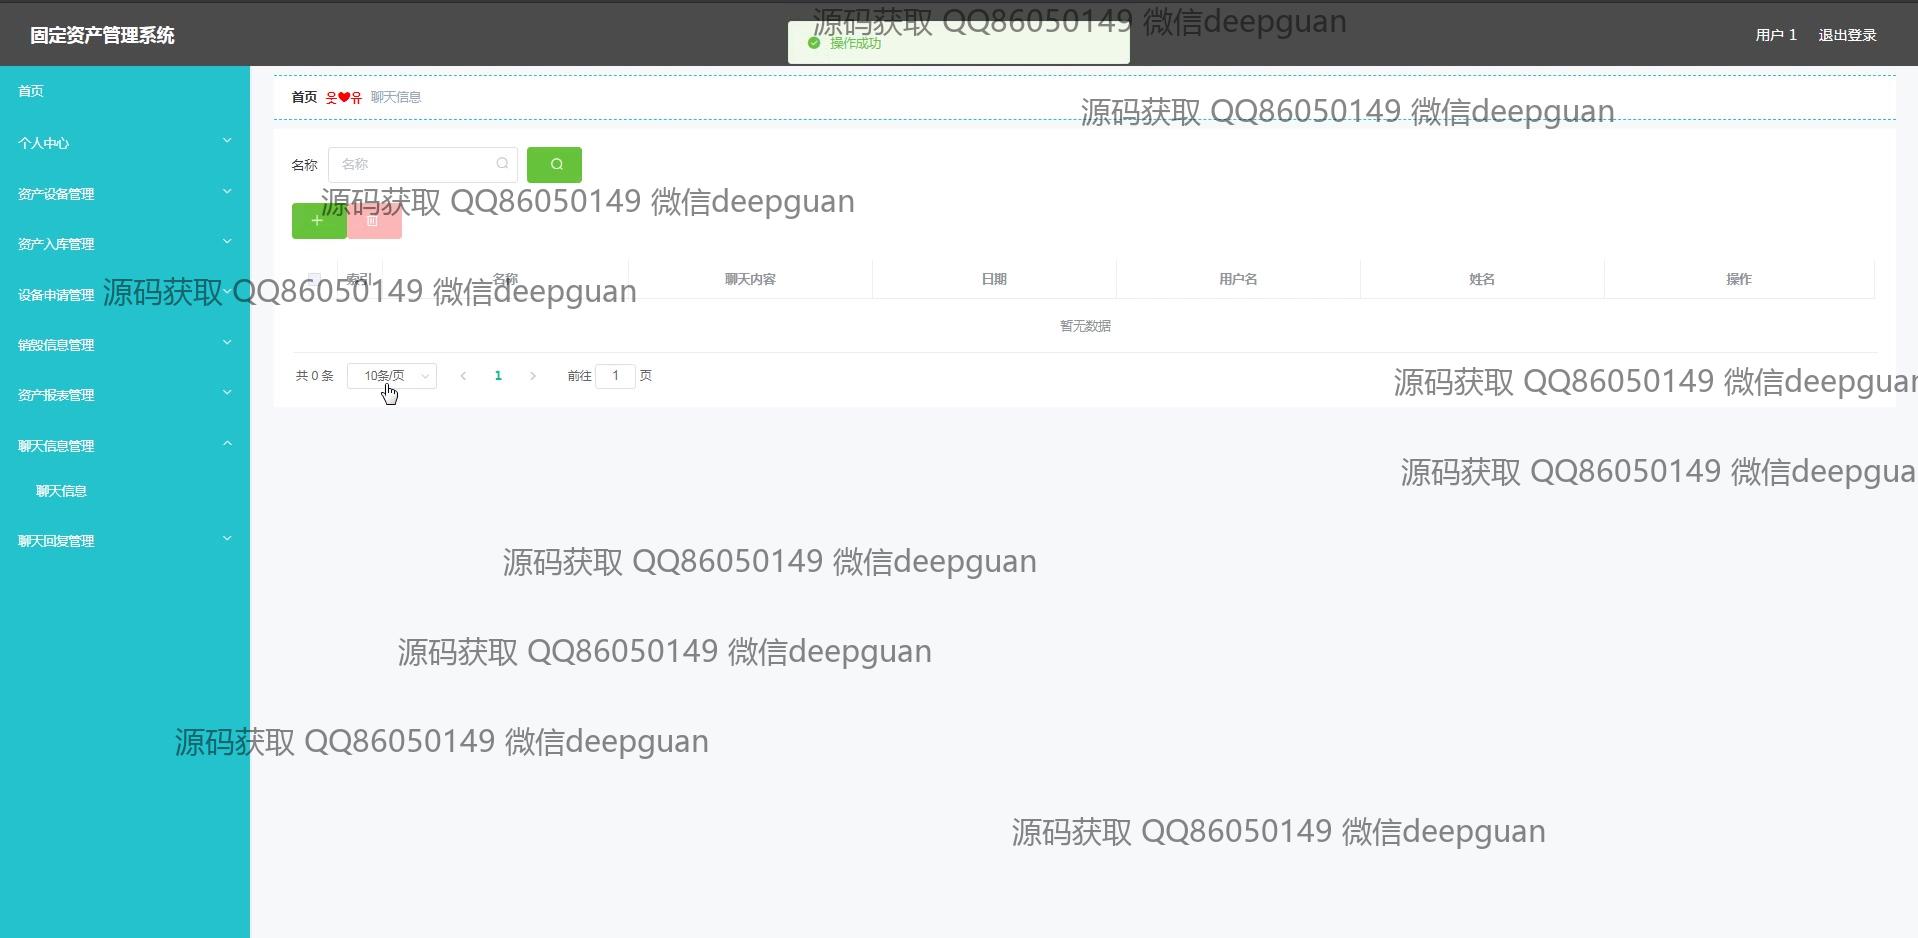 固定资产管理系统
源码获取 QQ86050149 微信deepguan
操作成功
用户 1 退出登录
首页
个人中心
资产设备管理
资产入库管理
设备申请管理
销毁信息管理
资产报表管理
聊天信息管理
聊天信息
聊天回复管理
首页 웃❤유 聊天信息
源码获取 QQ86050149 微信deepguan
名称 名称
源码获取 QQ86050149 微信deepguan
索引 名称 聊天内容 日期 用户名 姓名 操作
源码获取 QQ86050149 微信deepguan
暂无数据
共 0 条 10条/页 1 前往 1 页
源码获取 QQ86050149 微信deepguan
源码获取 QQ86050149 微信deepgua
源码获取 QQ86050149 微信deepguan
源码获取 QQ86050149 微信deepguan
源码获取 QQ86050149 微信deepguan
源码获取 QQ86050149 微信deepguan